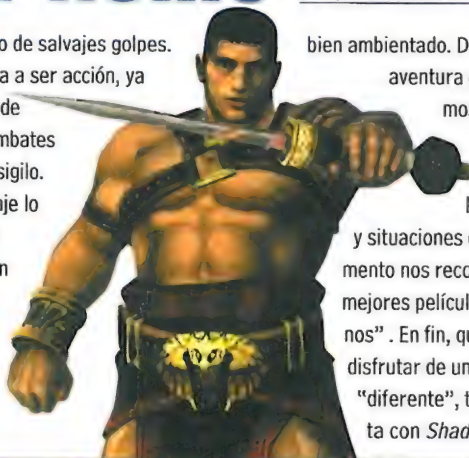 o de salvajes golpes.
a a ser acción, ya
de
mbates
sigilo.
je lo
n
bien ambientado. D
aventura
mo
y situaciones
mento nos reco
mejores películ
nos” . En fin, qu
disfrutar de un
“diferente”, t
ta con Shad